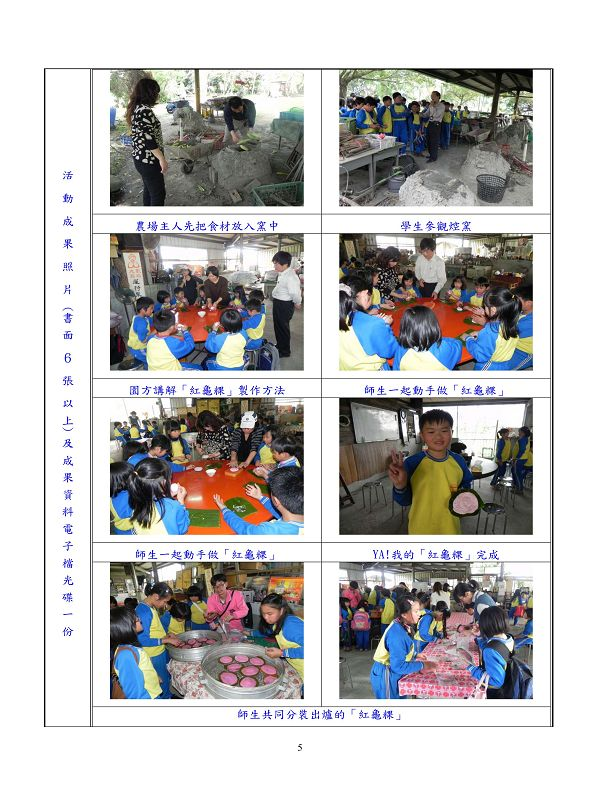 活動成果照片(書面6張以上)及成果資料電子檔光碟一份
農場主人先把食材放入窯中
學生參觀焢窯
園方講解「紅龜粿」製作方法
師生一起動手做「紅龜粿」
師生一起動手做「紅龜粿」
YA!我的「紅龜粿」完成
師生共同分裝出爐的「紅龜粿」
5